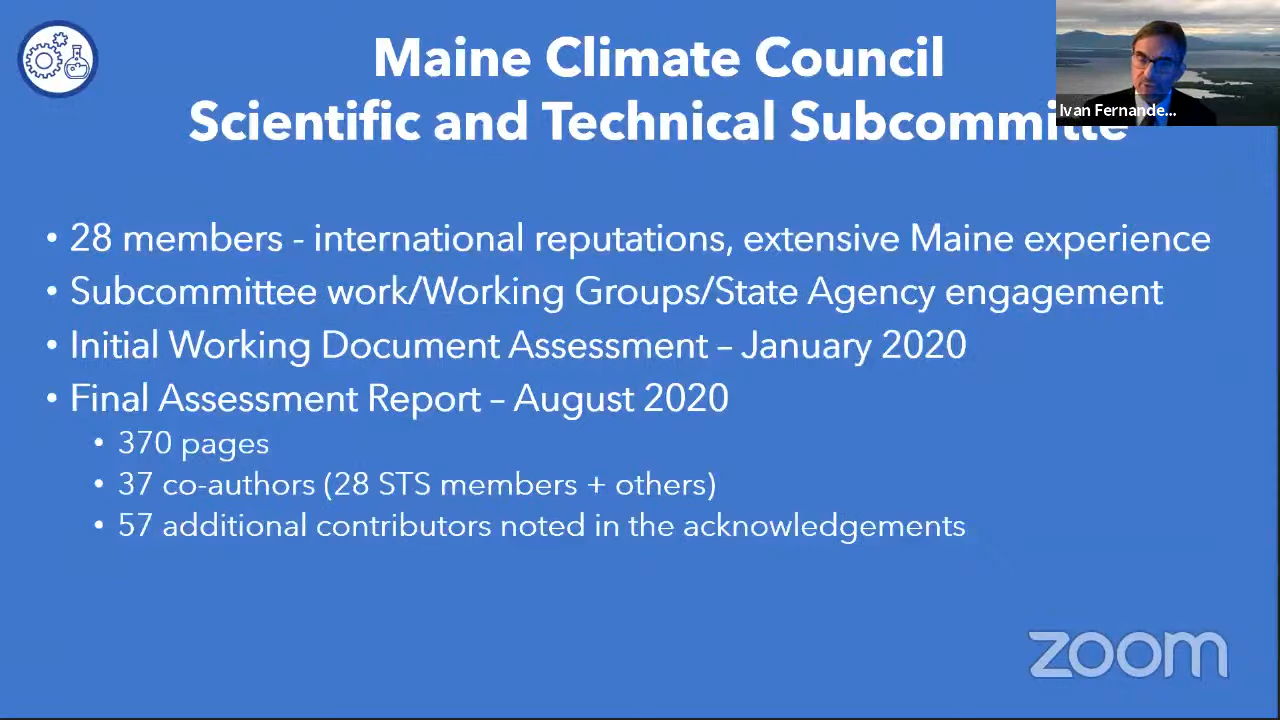 Maine Climate Council
Scientific and Technical Subcommitte
Ivan Fernande...
• 28 members - international reputations, extensive Maine experience
• Subcommittee work/Working Groups/State Agency engagement
• Initial Working Document Assessment – January 2020
• Final Assessment Report – August 2020
• 370 pages
• 37 co-authors (28 STS members + others)
• 57 additional contributors noted in the acknowledgements
zoom